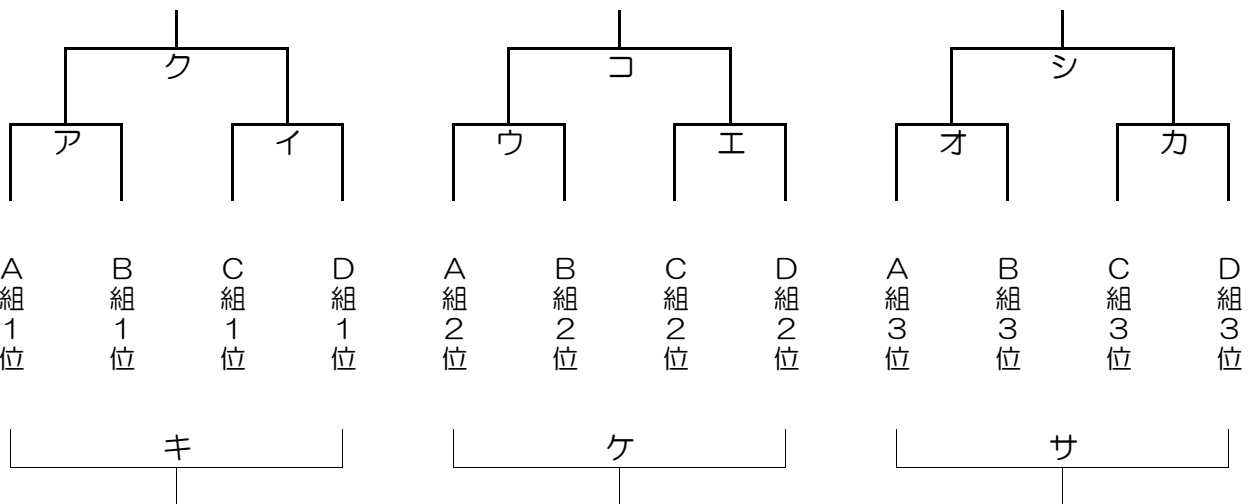 ク
コ
シ
ア
イ
ウ
エ
オ
カ
A組1位
B組1位
C組1位
D組1位
A組2位
B組2位
C組2位
D組2位
A組3位
B組3位
C組3位
D組3位
キ
ケ
サ